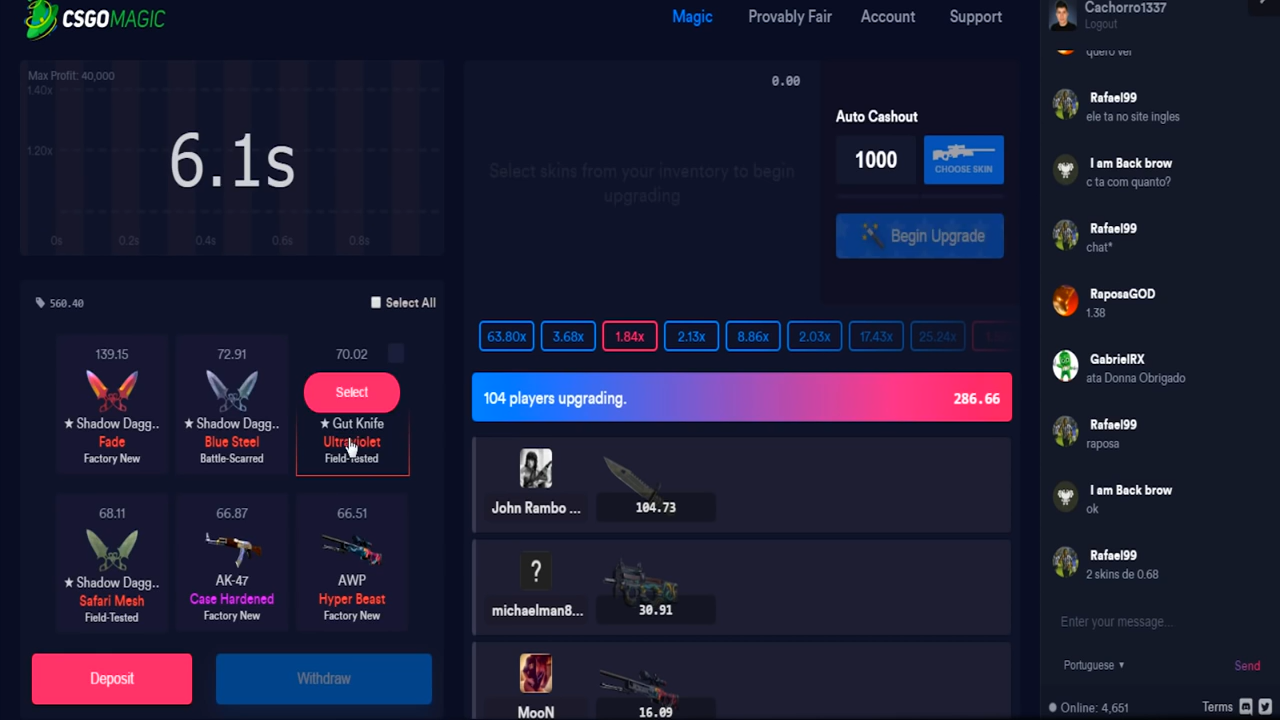 CSGOMAGIC
Magic
Provably Fair
Account
Support
Max Profit: 40,000
1.40x
1.20x
6.1s
0s
0.2s
0.4s
0.6s
0.8s
0.00
Select skins from your inventory to begin
upgrading
Auto Cashout
1000
CHOOSE SKIN
Begin Upgrade
560.40
Select All
139.15
★ Shadow Dagg..
Fade
Factory New
72.91
★ Shadow Dagg..
Blue Steel
Battle-Scarred
70.02
Select
★ Gut Knife
Ultraviolet
Field-Tested
68.11
★ Shadow Dagg..
Safari Mesh
Field-Tested
66.87
AK-47
Case Hardened
Factory New
66.51
AWP
Hyper Beast
Factory New
Deposit
Withdraw
63.80x
3.68x
1.84x
2.13x
8.86x
2.03x
17.43x
25.24x
104 players upgrading.
286.66
John Rambo ...
104.73
?
michaelman8...
30.91
MooN
16.09
Cachorro1337
Logout
quero ver
Rafael99
ele ta no site ingles
I am Back brow
c ta com quanto?
Rafael99
chat*
RaposaGOD
1.38
GabrielRX
ata Donna Obrigado
Rafael99
raposa
I am Back brow
ok
Rafael99
2 skins de 0.68
Enter your message...
Portuguese
Send
Online: 4,651
Terms